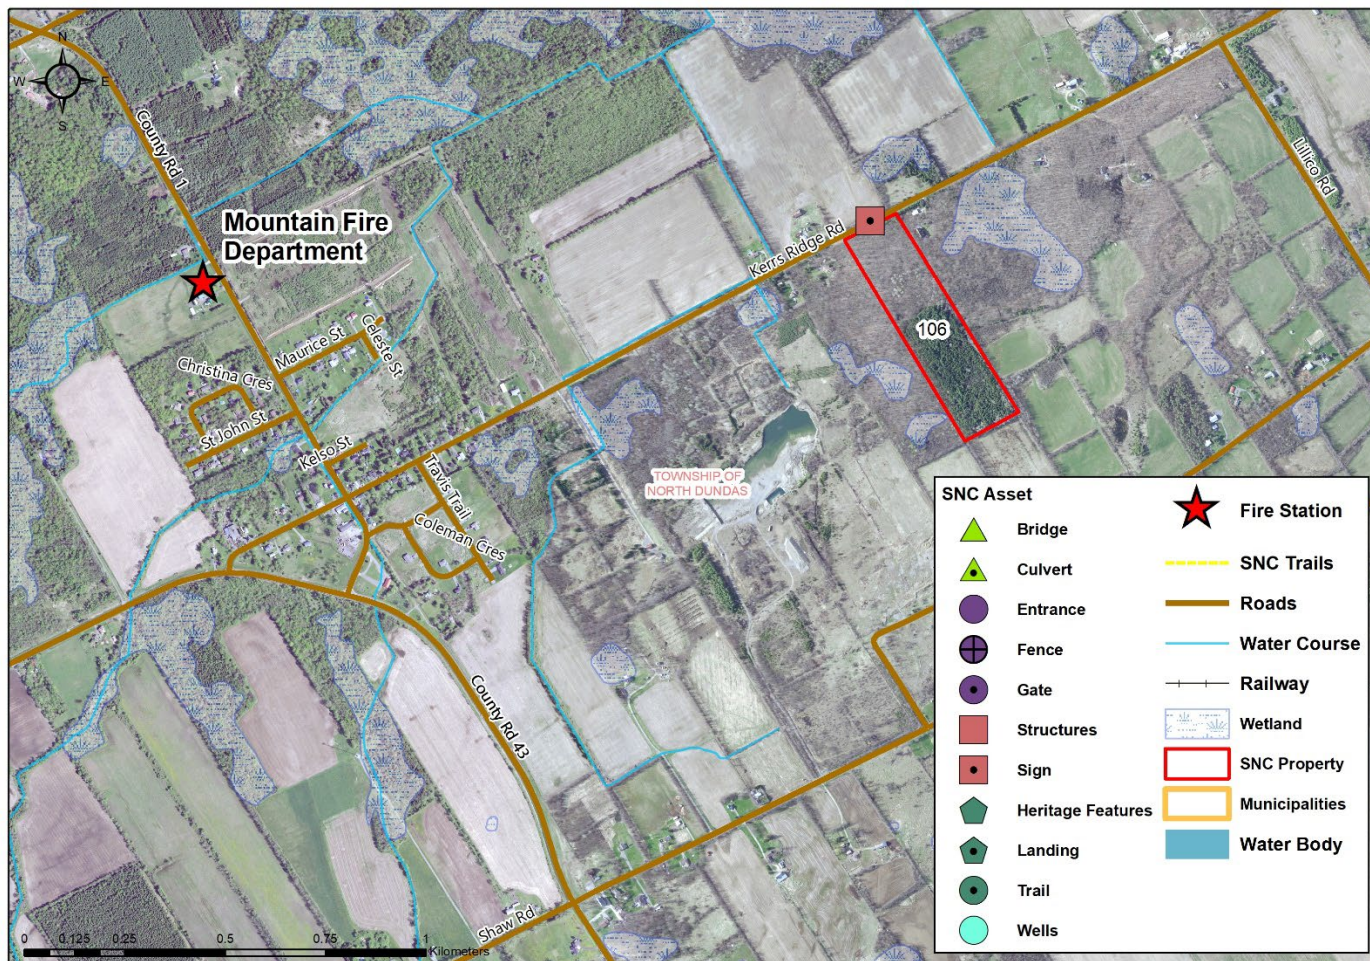 N
W
E
S
County Rd 1
Mountain Fire
Department
Maurice St
Celeste St
Christina Cres
St John St
Kelso St
Travis Trail
Coleman Cres
Kerrs Ridge Rd
Lillico Rd
106
TOWNSHIP OF
NORTH DUNDAS
County Rd 43
Shaw Rd
0 0.125 0.25 0.5 0.75 1
Kilometers
SNC Asset
Bridge
Culvert
Entrance
Fence
Gate
Structures
Sign
Heritage Features
Landing
Trail
Wells
Fire Station
SNC Trails
Roads
Water Course
Railway
Wetland
SNC Property
Municipalities
Water Body